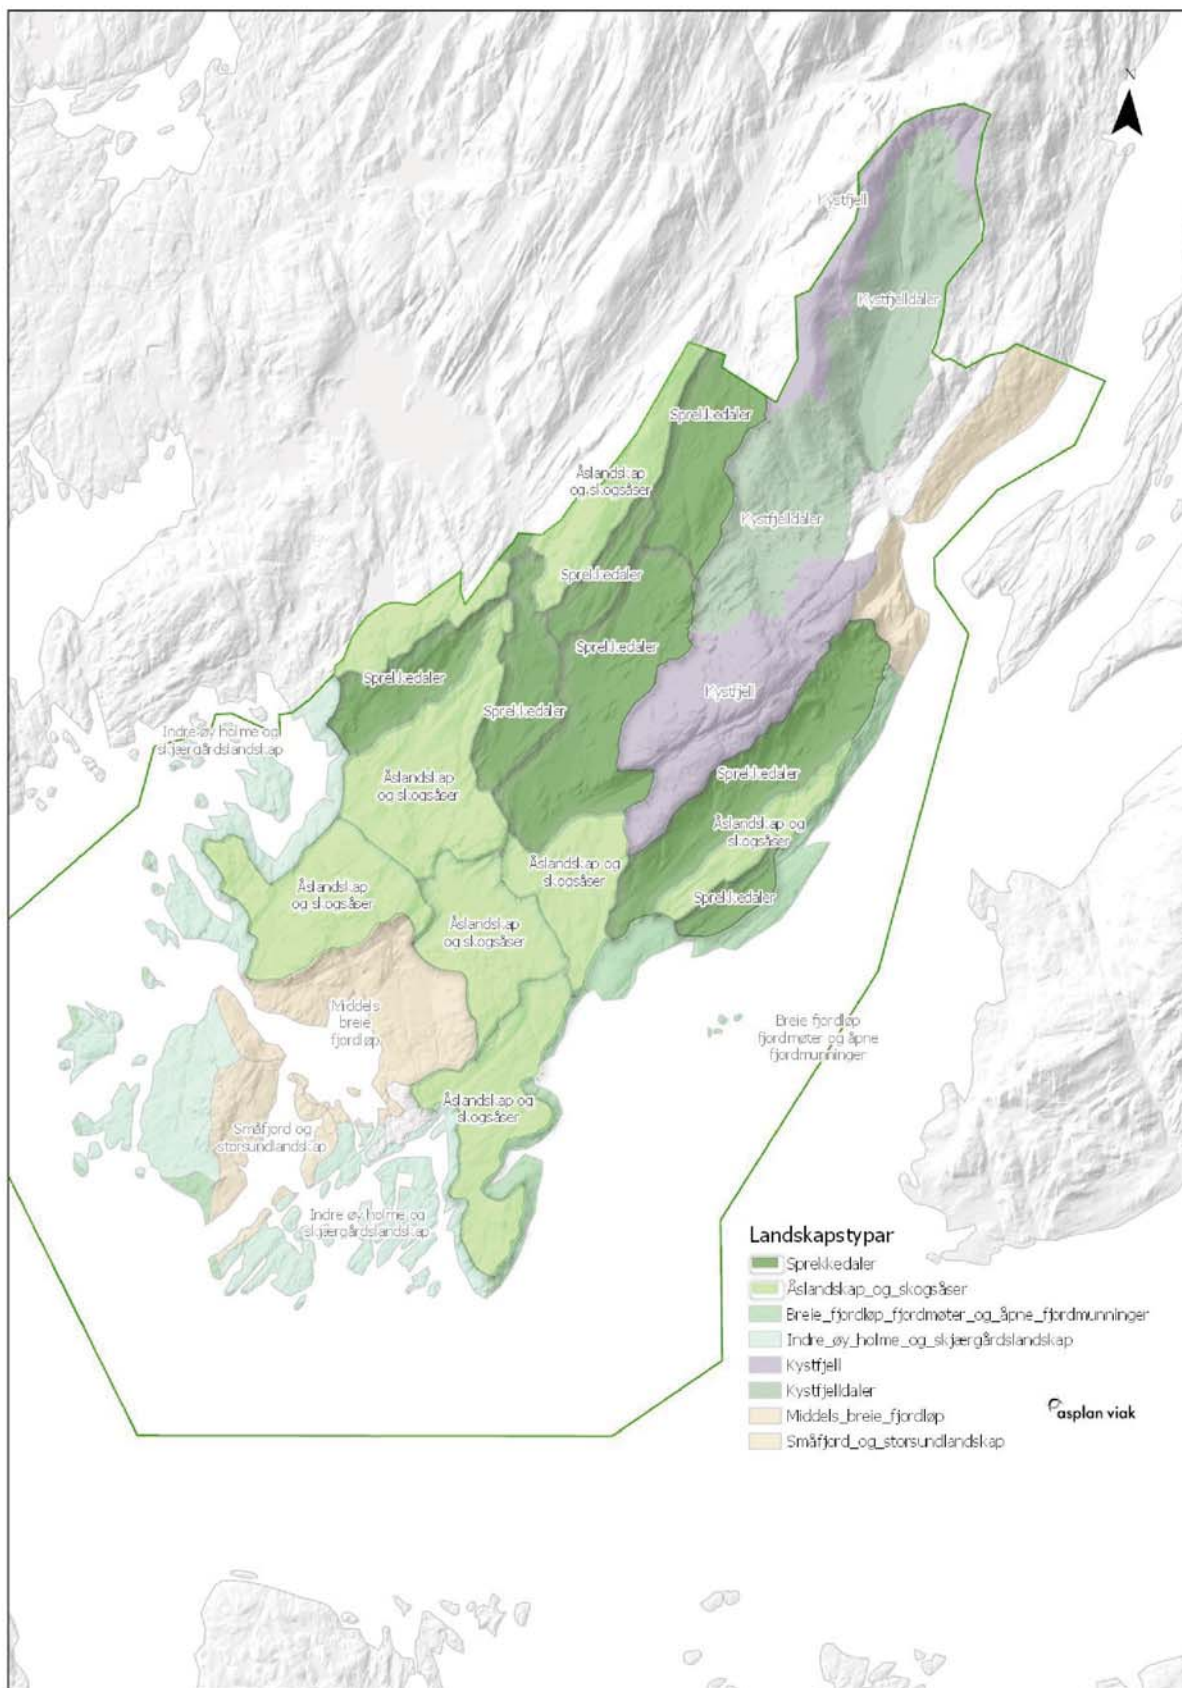 N
Kystfjell
Kystfjelldaler
Sprekkedaler
Åslandskap
og skogsåser
Kystfjelldaler
Sprekkedaler
Sprekkedaler
Sprekkedaler
Kystfjell
Sprekkedaler
Indre øy holme og
skjærgårdslandskap
Åslandskap
og skogsåser
Sprekkedaler
Åslandskap og
skogsåser
Åslandskap og
skogsåser
Åslandskap
og skogsåser
Sprekkedaler
Åslandskap
og skogsåser
Middels
breie
fjordløp
Breie fjordløp
fjordmøter og åpne
fjordmunninger
Åslandskap og
skogsåser
Småfjord og
storsundlandskap
Indre øy holme og
skjærgårdslandskap
Landskapstypar
Sprekkedaler
Åslandskap_og_skogsåser
Breie_fjordløp_fjordmøter_og_åpne_fjordmunninger
Indre_øy_holme_og_skjærgårdslandskap
Kystfjell
Kystfjelldaler
Middels_breie_fjordløp
Småfjord_og_storsundlandskap
asplan viak